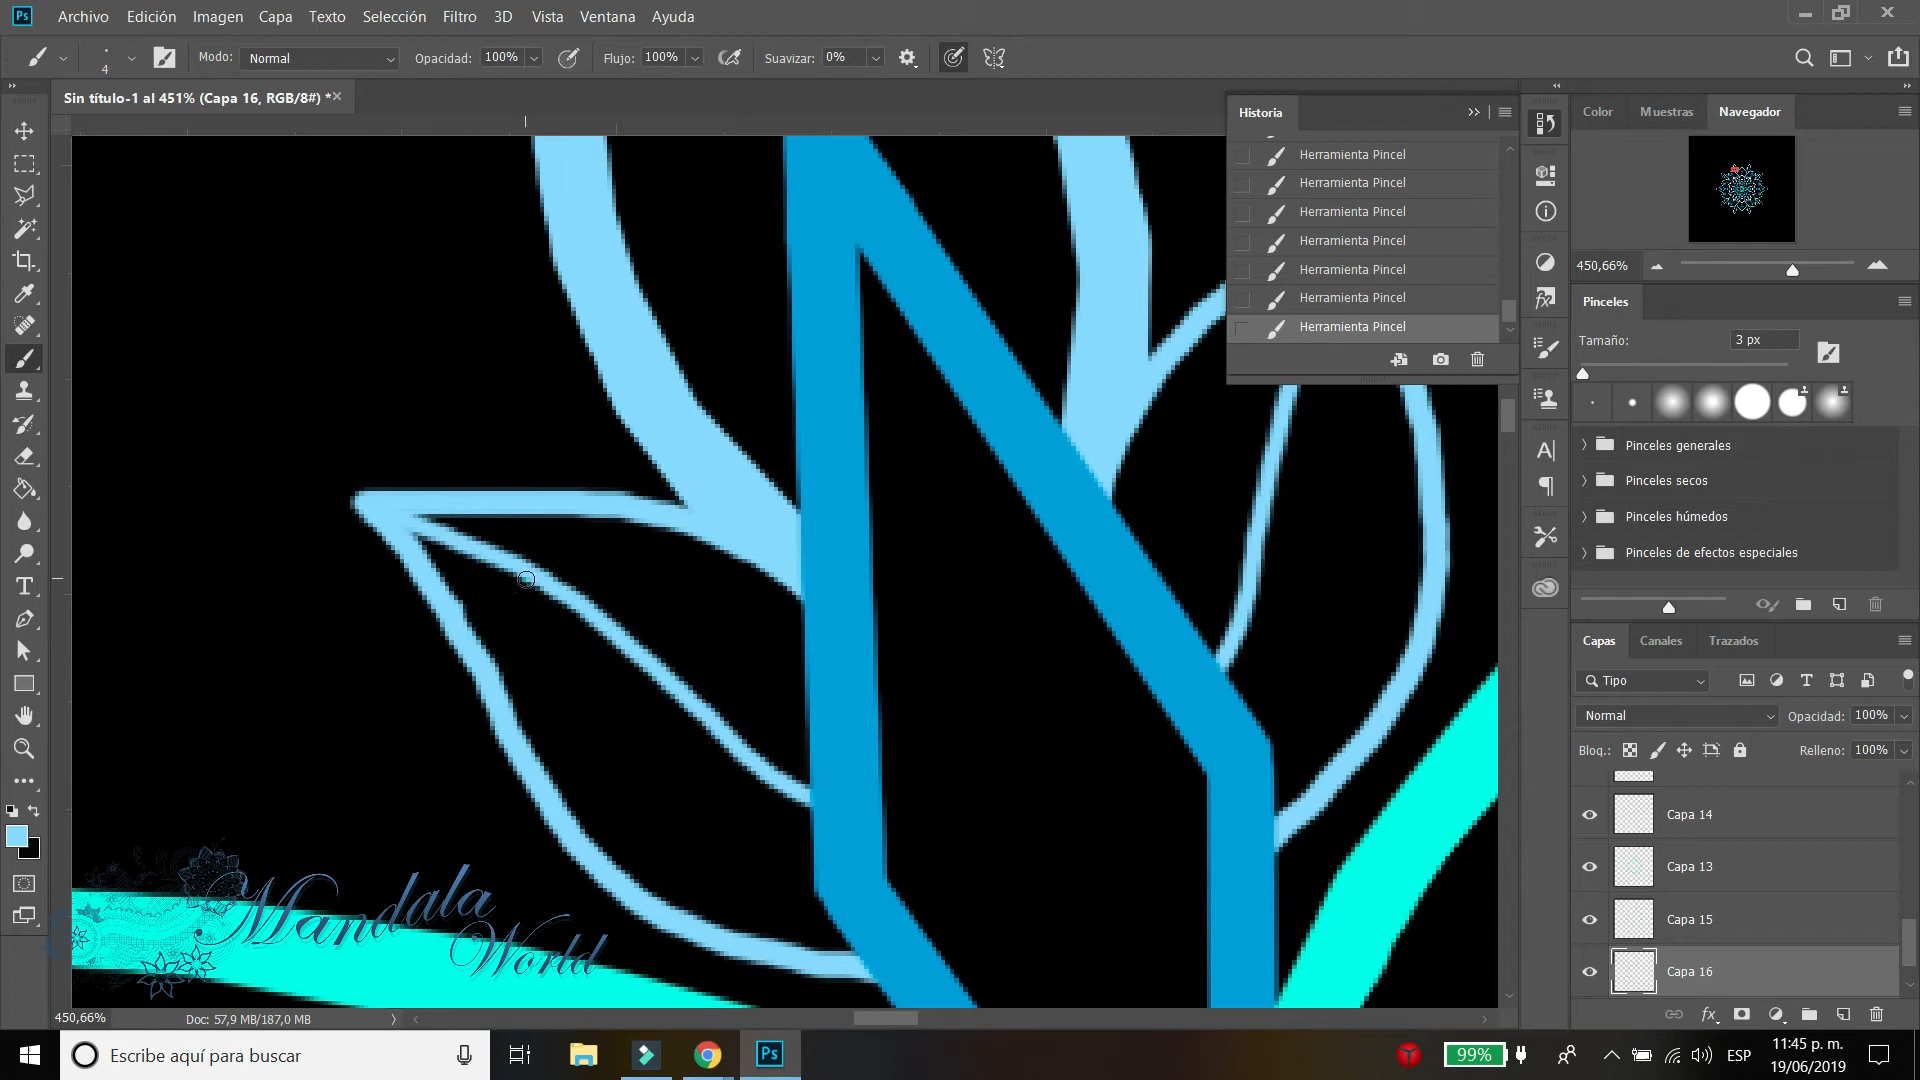 Ps Archivo Edición Imagen Capa Texto Selección Filtro 3D Vista Ventana Ayuda
4 Modo: Normal Opacidad: 100% Flujo: 100% Suavizar: 0%
Sin título-1 al 451% (Capa 16, RGB/8#) *
Historia
Herramienta Pincel
Herramienta Pincel
Herramienta Pincel
Herramienta Pincel
Herramienta Pincel
Herramienta Pincel
Herramienta Pincel
Color Muestras Navegador
450,66%
Pinceles
Tamaño: 3 px
Pinceles generales
Pinceles secos
Pinceles húmedos
Pinceles de efectos especiales
Capas Canales Trazados
Tipo
Normal Opacidad: 100%
Bloq.: Relleno: 100%
Capa 14
Capa 13
Capa 15
Capa 16
Mandala
World
450,66% Doc: 57,9 MB/187,0 MB
Escribe aquí para buscar
Ps
99%
ESP
11:45 p. m.
19/06/2019